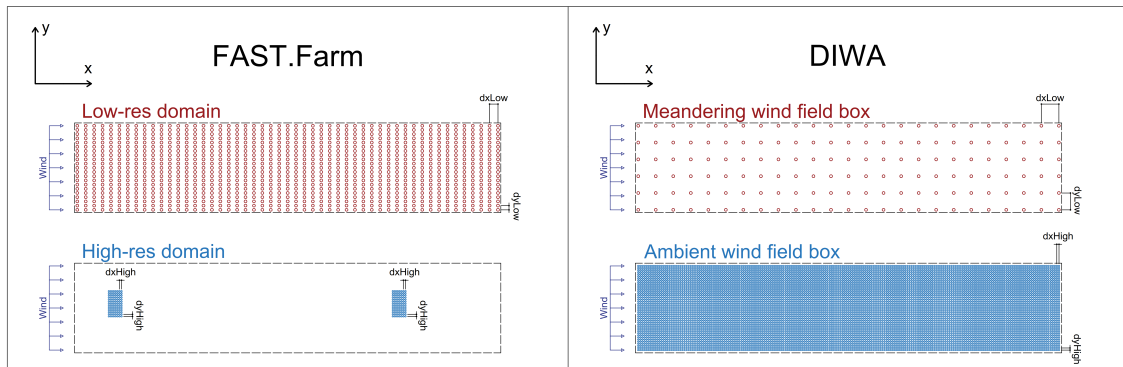 y
x
FAST.Farm
Low-res domain
dxLow
Wind
dyLow
High-res domain
dxHigh
dxHigh
Wind
dyHigh
dyHigh
y
x
DIWA
Meandering wind field box
dxLow
Wind
dyLow
Ambient wind field box
dxHigh
Wind
dyHigh